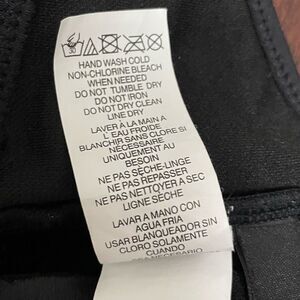 HAND WASH COLD
NON-CHLORINE BLEACH
WHEN NEEDED
DO NOT TUMBLE DRY
DO NOT IRON
DO NOT DRY CLEAN
LINE DRY
LAVER À LA MAIN A
L'EAU FROIDE
BLANCHIR SANS CLORE SI
NÉCESSAIRE
UNIQUEMENT AU
BESOIN
NE PAS SÈCHE-LINGE
NE PAS REPASSER
NE PAS NETTOYER A SEC
LIGNE SÈCHE
LAVAR A MANO CON
AGUA FRIA
USAR BLANQUEADOR SIN
CLORO SOLAMENTE
CUANDO